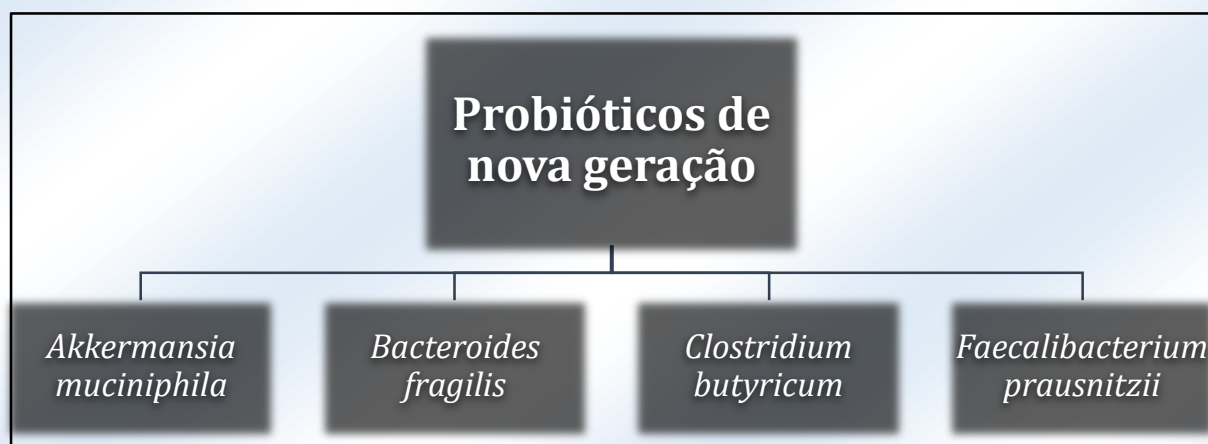 Probióticos de
nova geração
Akkermansia
muciniphila
Bacteroides
fragilis
Clostridium
butyricum
Faecalibacterium
prausnitzii